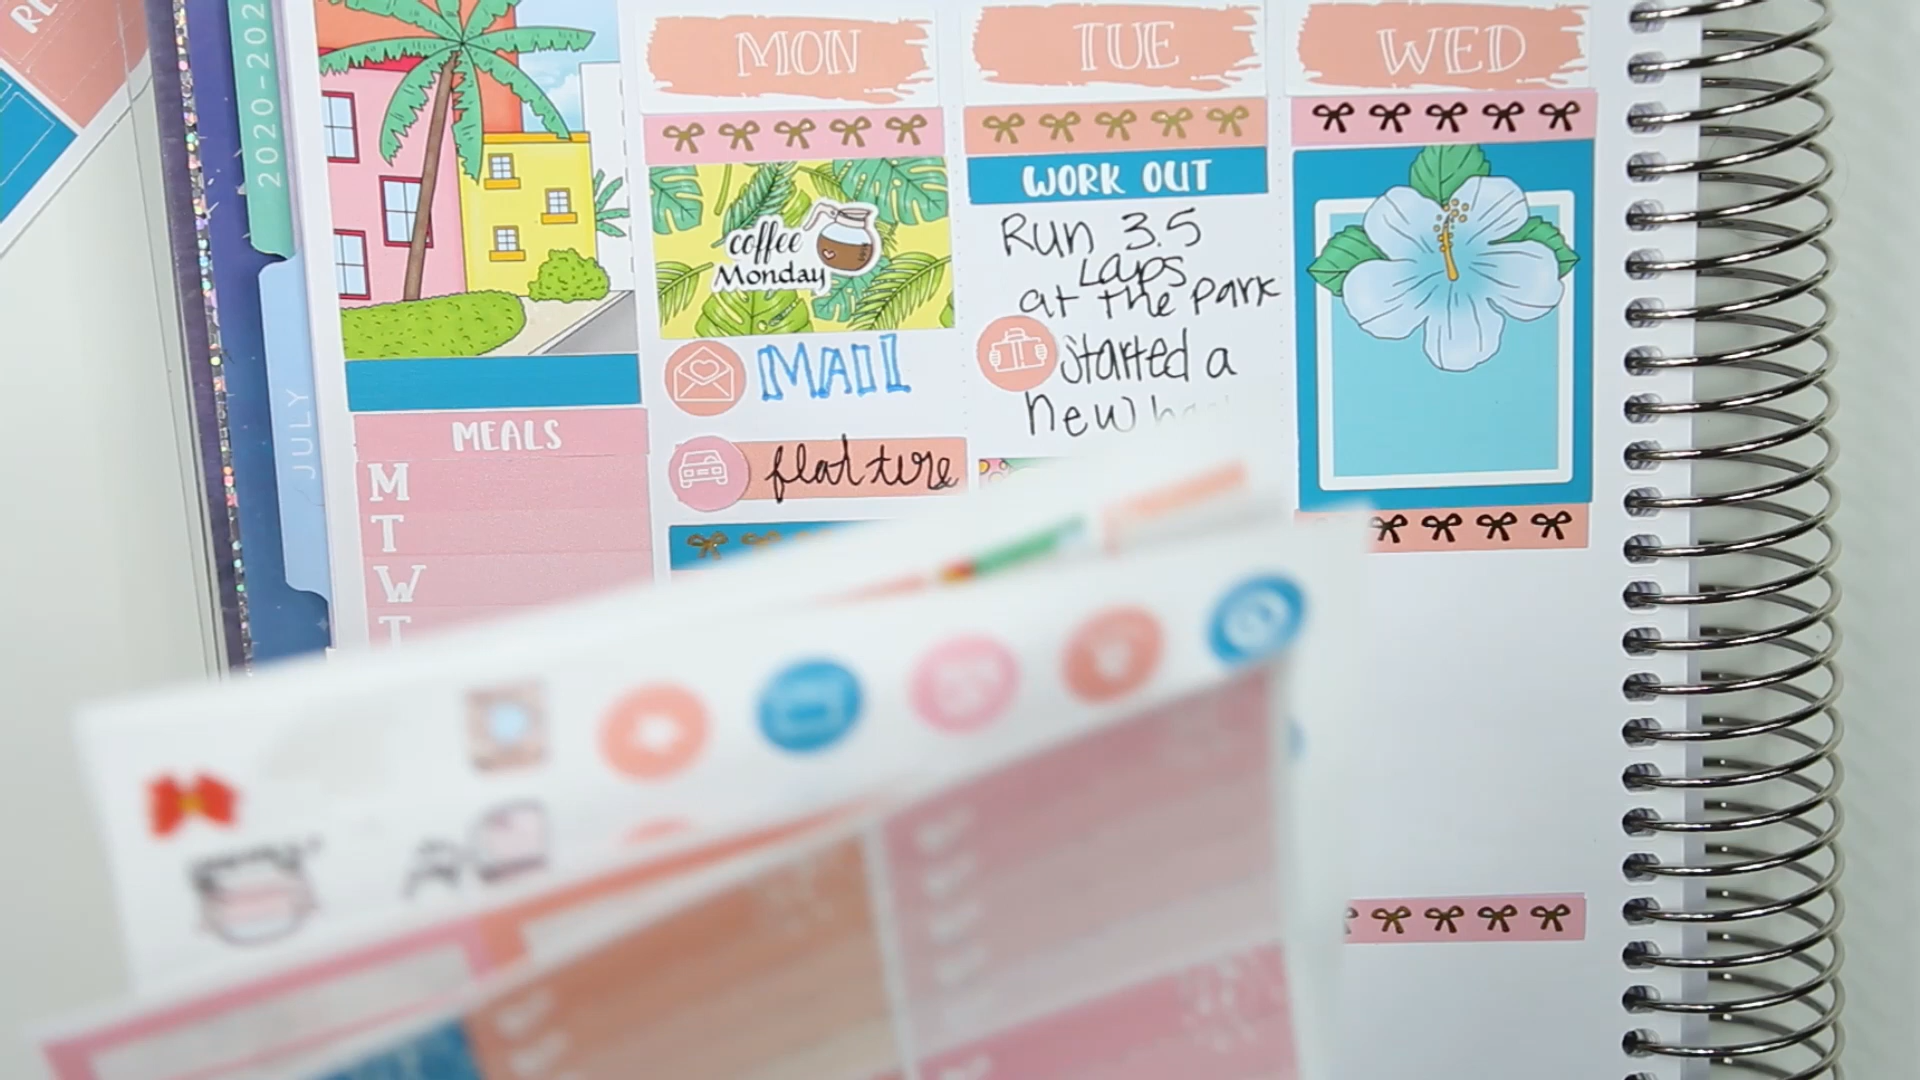 2020-202
JULY
MON
TUE
WED
coffee
Monday
MAIL
flat tire
WORK OUT
Run 3.5
Laps
at the park
Started a
new
MEALS
M
T
W
T